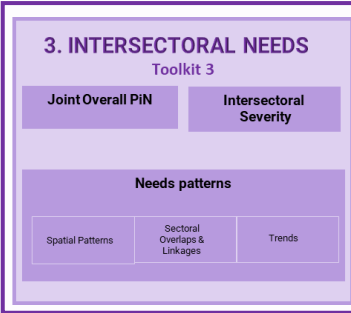 3. INTERSECTORAL NEEDS
Toolkit 3
Joint Overall PiN
Intersectoral
Severity
Needs patterns
Spatial Patterns
Sectoral
Overlaps &
Linkages
Trends